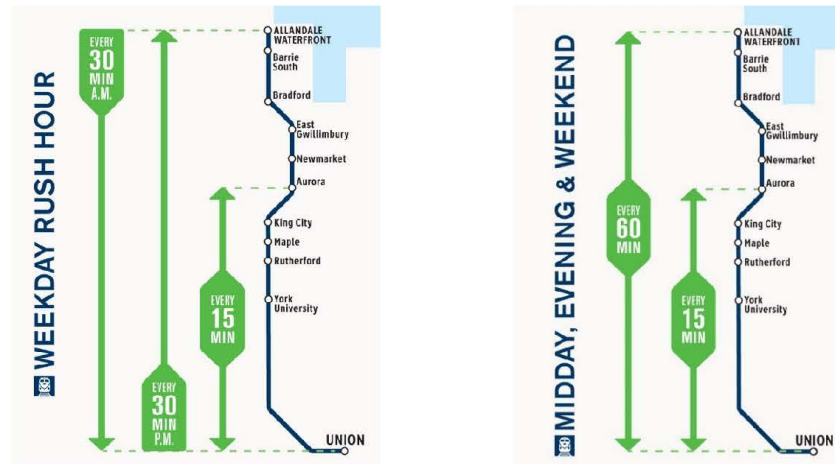 WEEKDAY RUSH HOUR
EVERY
30
MIN
A.M.
EVERY
30
MIN
P.M.
EVERY
15
MIN
ALLANDALE
WATERFRONT
Barrie
South
Bradford
East
Gwillimbury
Newmarket
Aurora
King City
Maple
Rutherford
York
University
UNION
MIDDAY, EVENING & WEEKEND
EVERY
60
MIN
EVERY
15
MIN
ALLANDALE
WATERFRONT
Barrie
South
Bradford
East
Gwillimbury
Newmarket
Aurora
King City
Maple
Rutherford
York
University
UNION